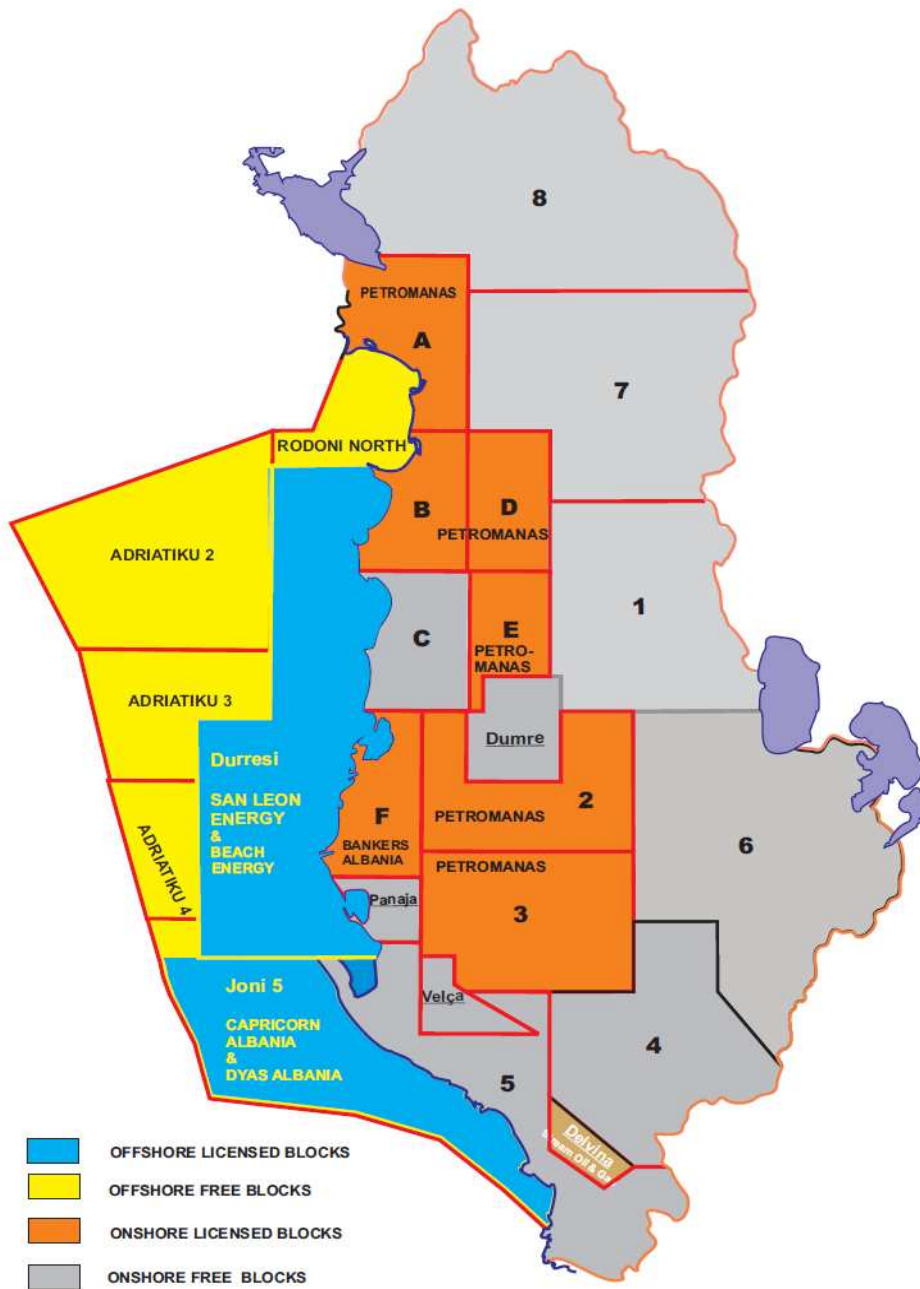 8
PETROMANAS
A
7
RODONI NORTH
B
D
PETROMANAS
ADRIATIKU 2
1
C
E
PETRO-
MANAS
ADRIATIKU 3
Dumre
Durresi
SAN LEON
ENERGY
&
BEACH
ENERGY
2
PETROMANAS
F
BANKERS
ALBANIA
6
ADRIATIKU 4
PETROMANAS
3
Panaja
Velça
Joni 5
CAPRICORN
ALBANIA
&
DYAS ALBANIA
4
5
Delvina
Oil & Ga
OFFSHORE LICENSED BLOCKS
OFFSHORE FREE BLOCKS
ONSHORE LICENSED BLOCKS
ONSHORE FREE BLOCKS